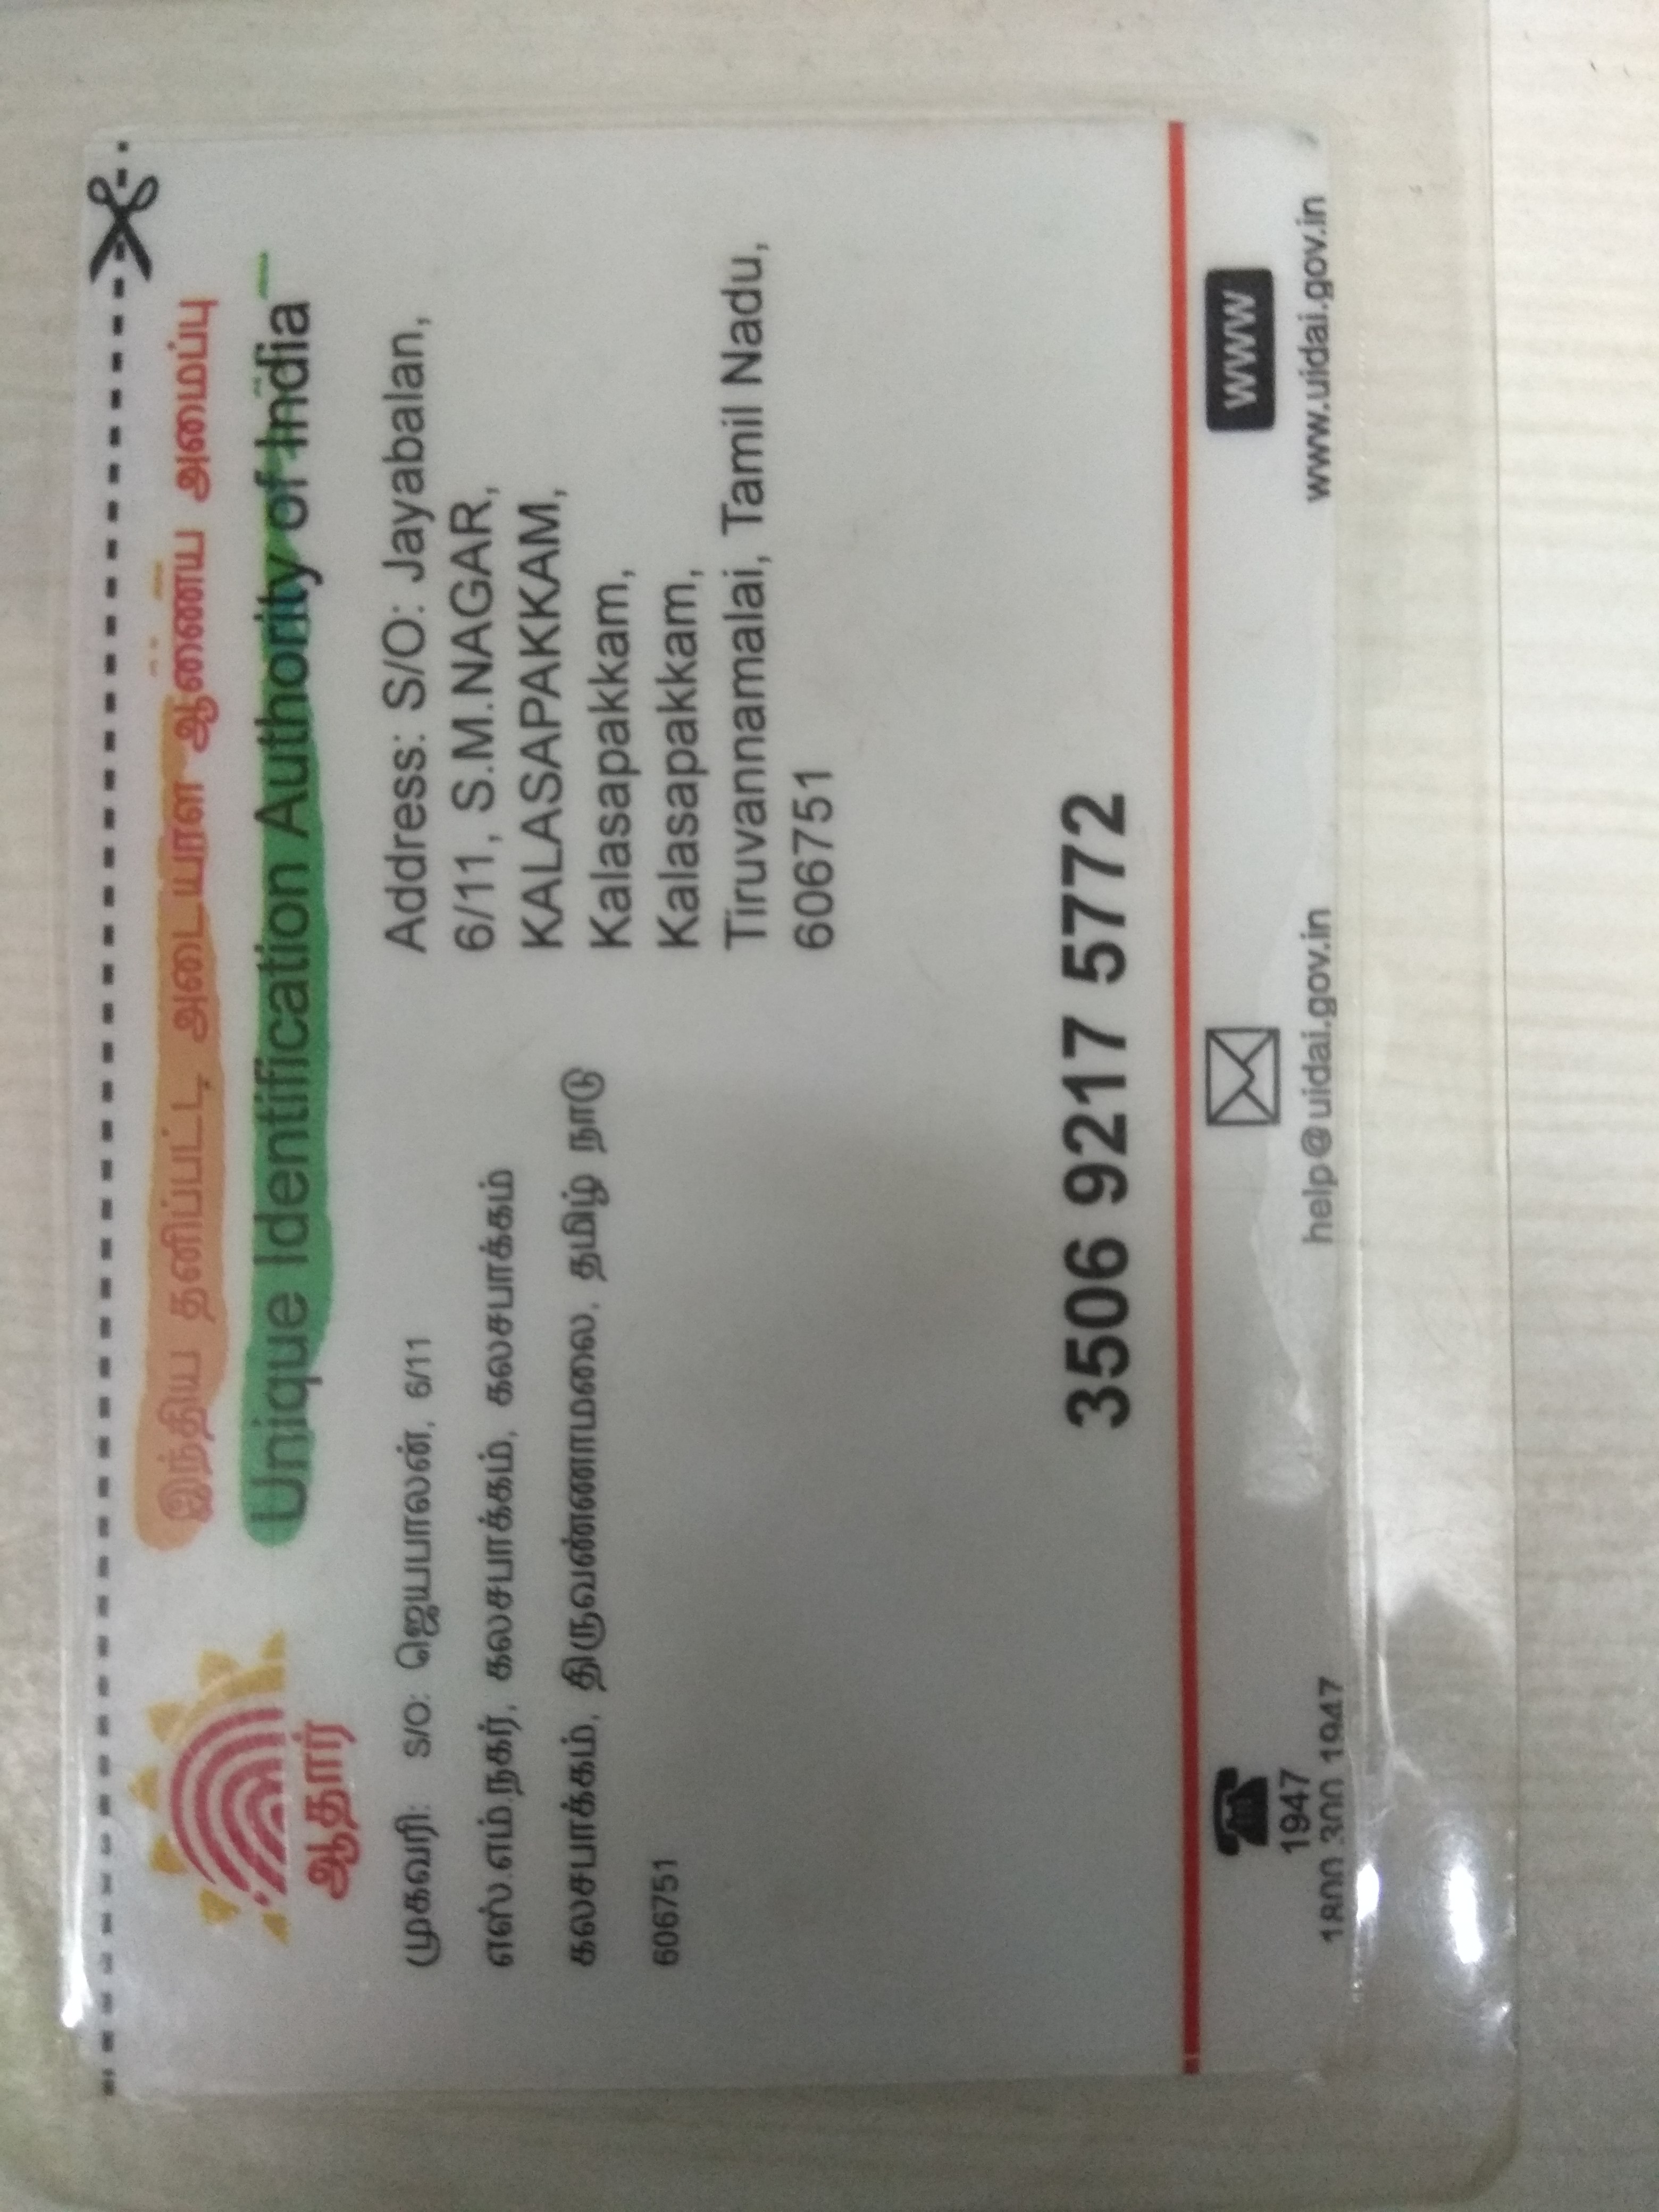 இந்திய தனிப்பட்ட அடையாள ஆணைய அமைப்பு
Unique Identification Authority of India
ஆதார்
முகவரி: S/O: ஜெயபாலன், 6/11
எஸ்.எம்.நகர், கலசபாக்கம், கலசபாக்கம்
கலசபாக்கம், திருவண்ணாமலை, தமிழ் நாடு
606751
Address: S/O: Jayabalan,
6/11, S.M.NAGAR,
KALASAPAKKAM,
Kalasapakkam,
Kalasapakkam,
Tiruvannamalai, Tamil Nadu,
606751
3506 9217 5772
1947
1800 300 1947
help@uidai.gov.in
WWW
www.uidai.gov.in